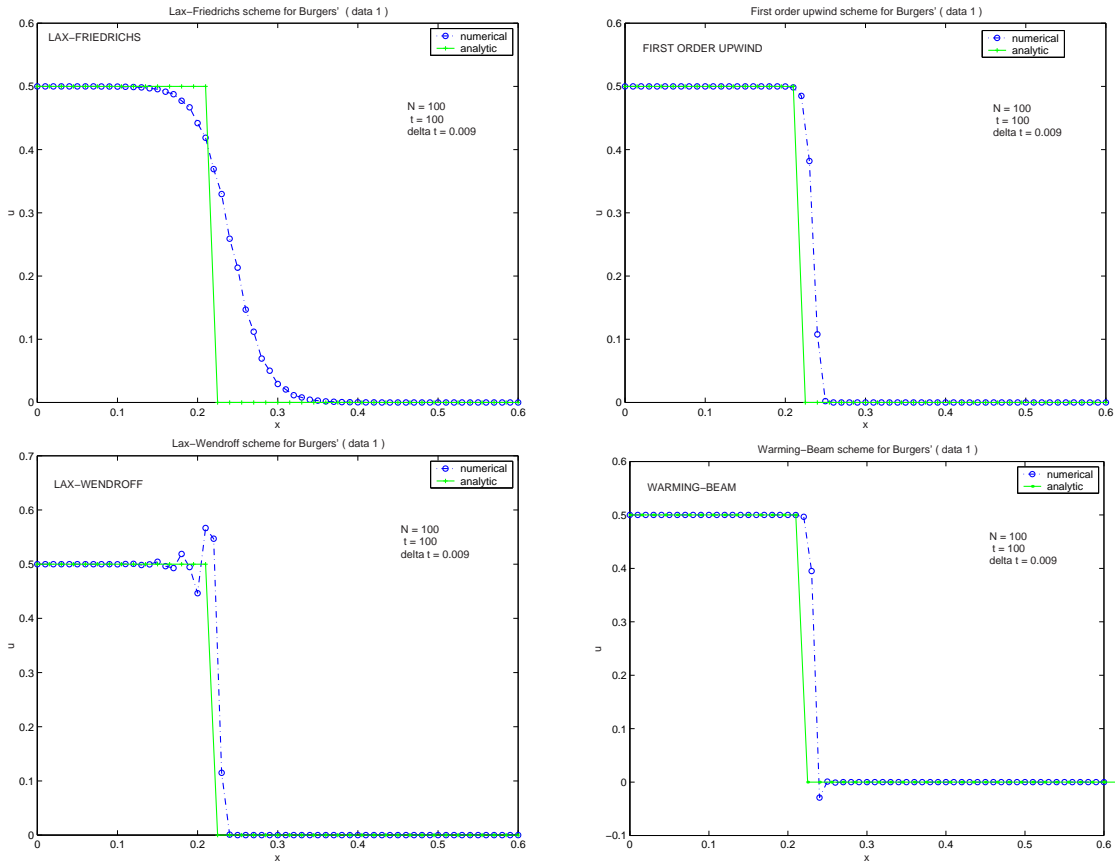 Lax−Friedrichs scheme for Burgers' ( data 1 )
LAX−FRIEDRICHS
numerical
analytic
N = 100
t = 100
delta t = 0.009
0.6
0.5
0.4
0.3
0.2
0.1
0
u
0 0.1 0.2 0.3 0.4 0.5 0.6
x
First order upwind scheme for Burgers' ( data 1 )
FIRST ORDER UPWIND
numerical
analytic
N = 100
t = 100
delta t = 0.009
0.6
0.5
0.4
0.3
0.2
0.1
0
u
0 0.1 0.2 0.3 0.4 0.5 0.6
x
Lax−Wendroff scheme for Burgers' ( data 1 )
LAX−WENDROFF
numerical
analytic
N = 100
t = 100
delta t = 0.009
0.7
0.6
0.5
0.4
0.3
0.2
0.1
0
u
0 0.1 0.2 0.3 0.4 0.5 0.6
x
Warming−Beam scheme for Burgers' ( data 1 )
WARMING−BEAM
numerical
analytic
N = 100
t = 100
delta t = 0.009
0.6
0.5
0.4
0.3
0.2
0.1
0
−0.1
u
0 0.1 0.2 0.3 0.4 0.5 0.6
x